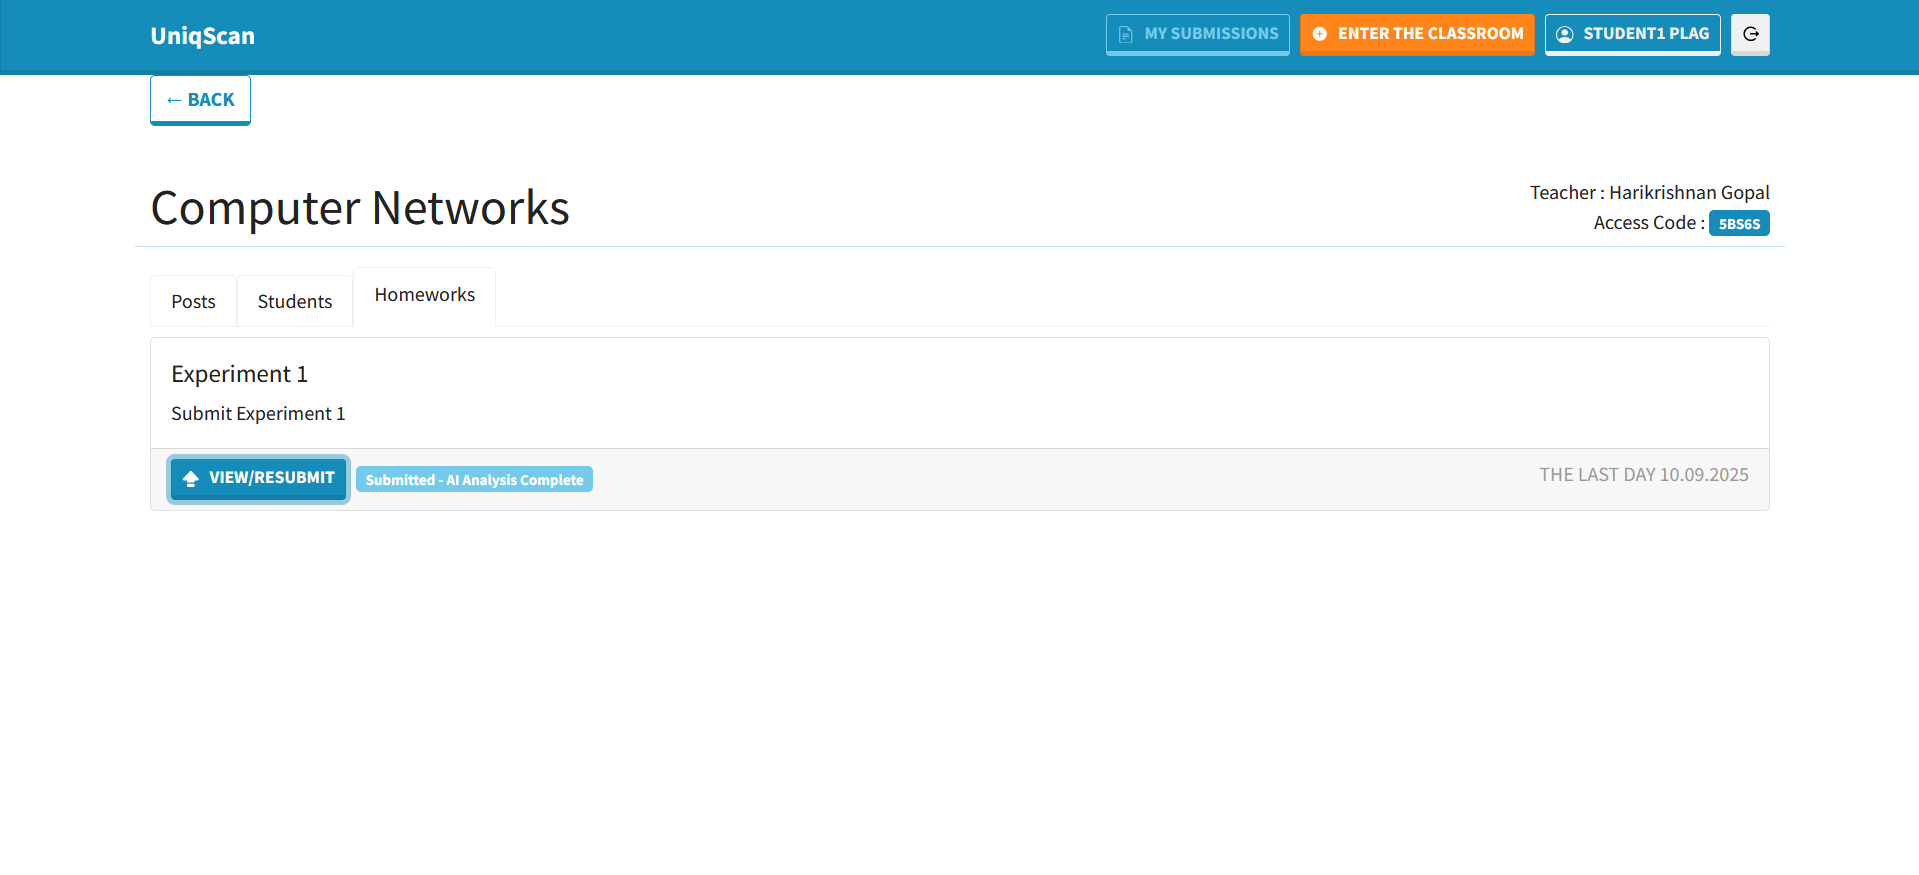 UniqScan
MY SUBMISSIONS
ENTER THE CLASSROOM
STUDENT1 PLAG
← BACK
Computer Networks
Teacher : Harikrishnan Gopal
Access Code : 5BS6S
Posts
Students
Homeworks
Experiment 1
Submit Experiment 1
VIEW/RESUBMIT
Submitted - AI Analysis Complete
THE LAST DAY 10.09.2025